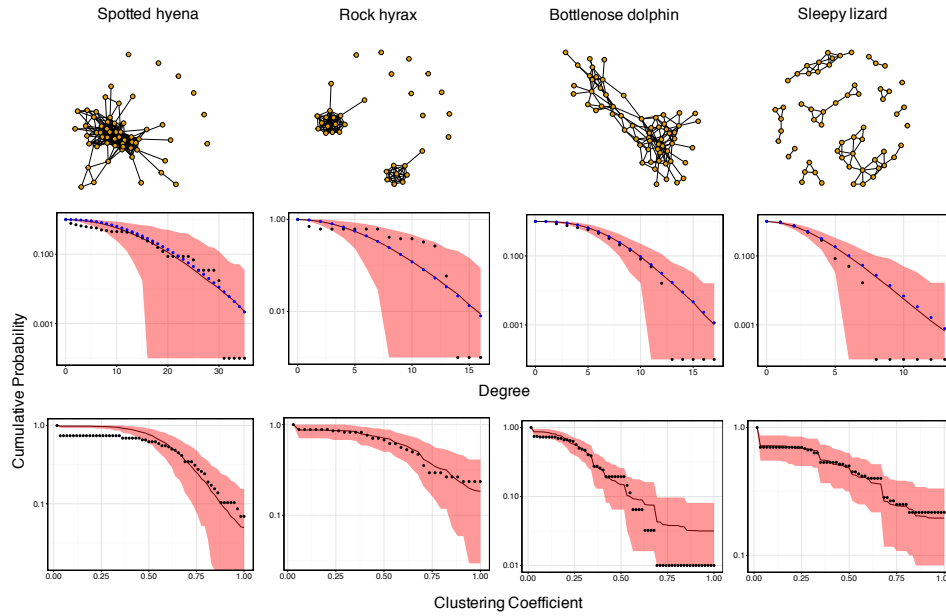 Spotted hyena Rock hyrax Bottlenose dolphin Sleepy lizard
Cumulative Probability
0.100
0.001
0 10 20 30
1.00
0.01
0 5 10 15
0.100
0.001
0 5 10 15
0.100
0.001
0 5 10
Degree
1.0
0.1
0.00 0.25 0.50 0.75 1.00
1.0
0.1
0.00 0.25 0.50 0.75 1.00
1.00
0.10
0.01
0.00 0.25 0.50 0.75 1.00
1.0
0.1
0.00 0.25 0.50 0.75 1.00
Clustering Coefficient